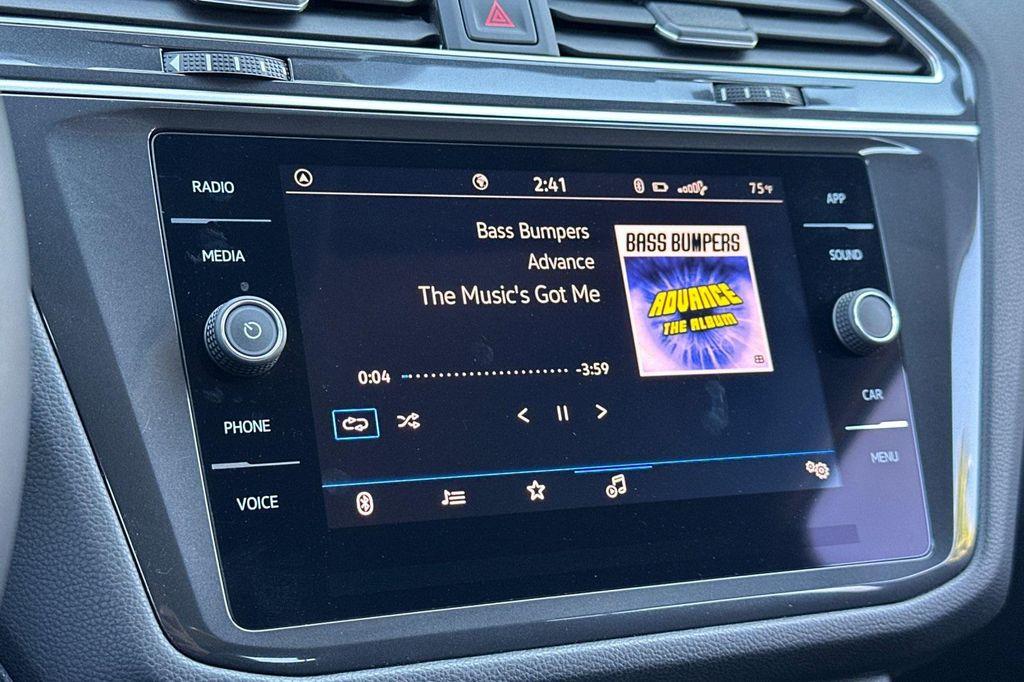 RADIO
MEDIA
PHONE
VOICE
2:41
75°F
Bass Bumpers
Advance
The Music's Got Me
BASS BUMPERS
ADVANCE
THE ALBUM
0:04
-3:59
APP
SOUND
CAR
MENU